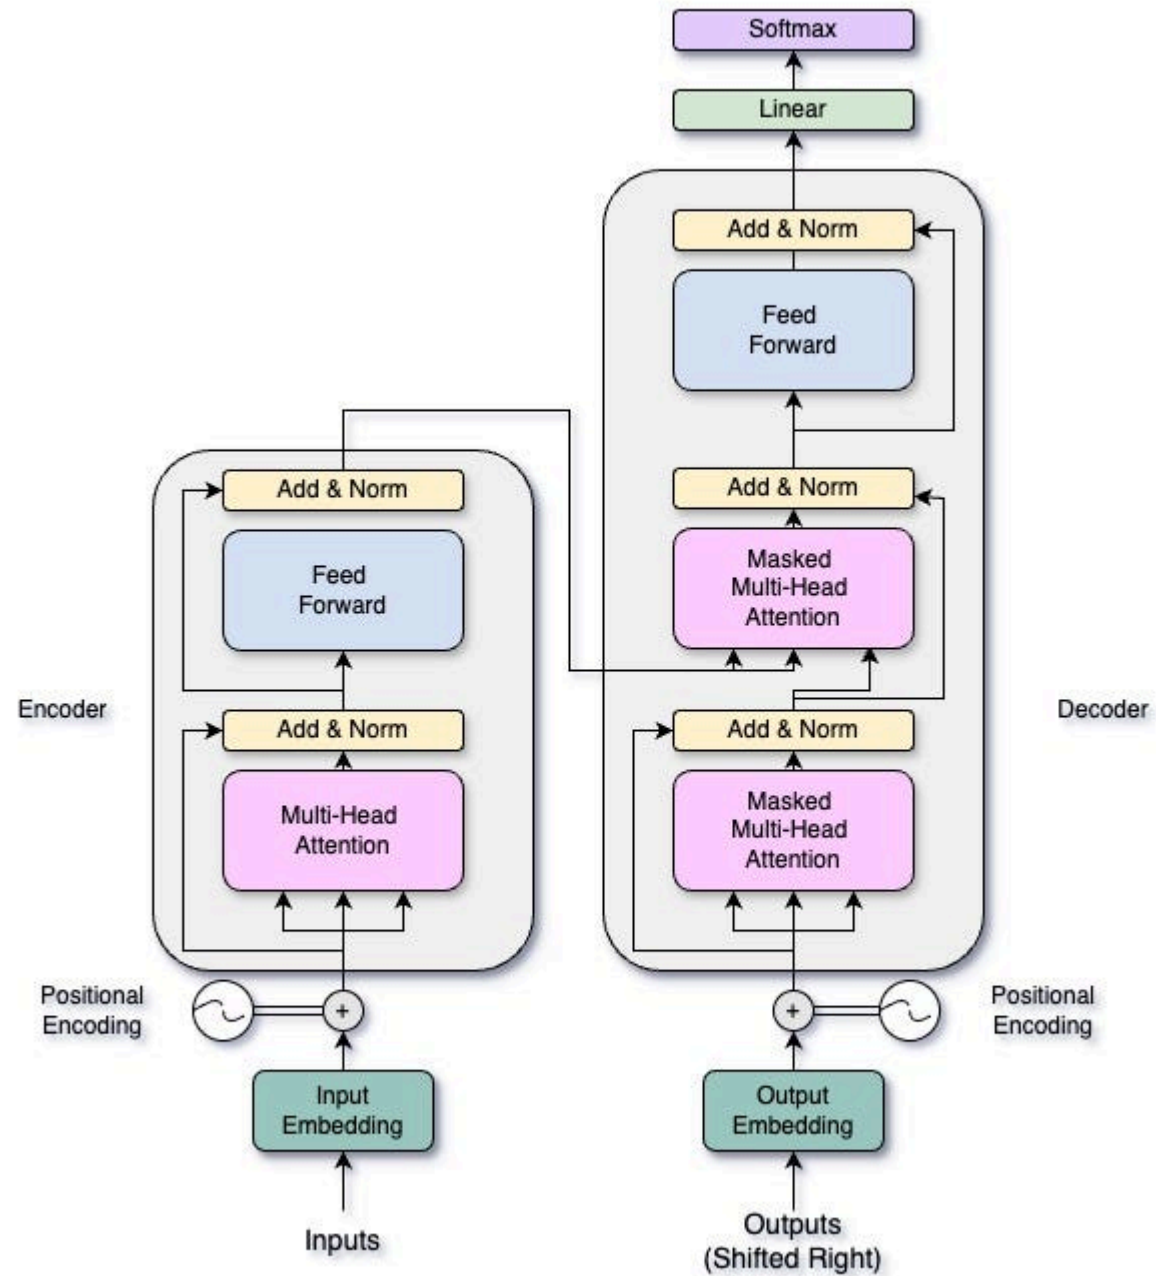 Softmax
Linear
Add & Norm
Feed
Forward
Add & Norm
Masked
Multi-Head
Attention
Add & Norm
Masked
Multi-Head
Attention
Decoder
Add & Norm
Feed
Forward
Add & Norm
Multi-Head
Attention
Encoder
Positional
Encoding
+
Input
Embedding
Inputs
+
Positional
Encoding
Output
Embedding
Outputs
(Shifted Right)